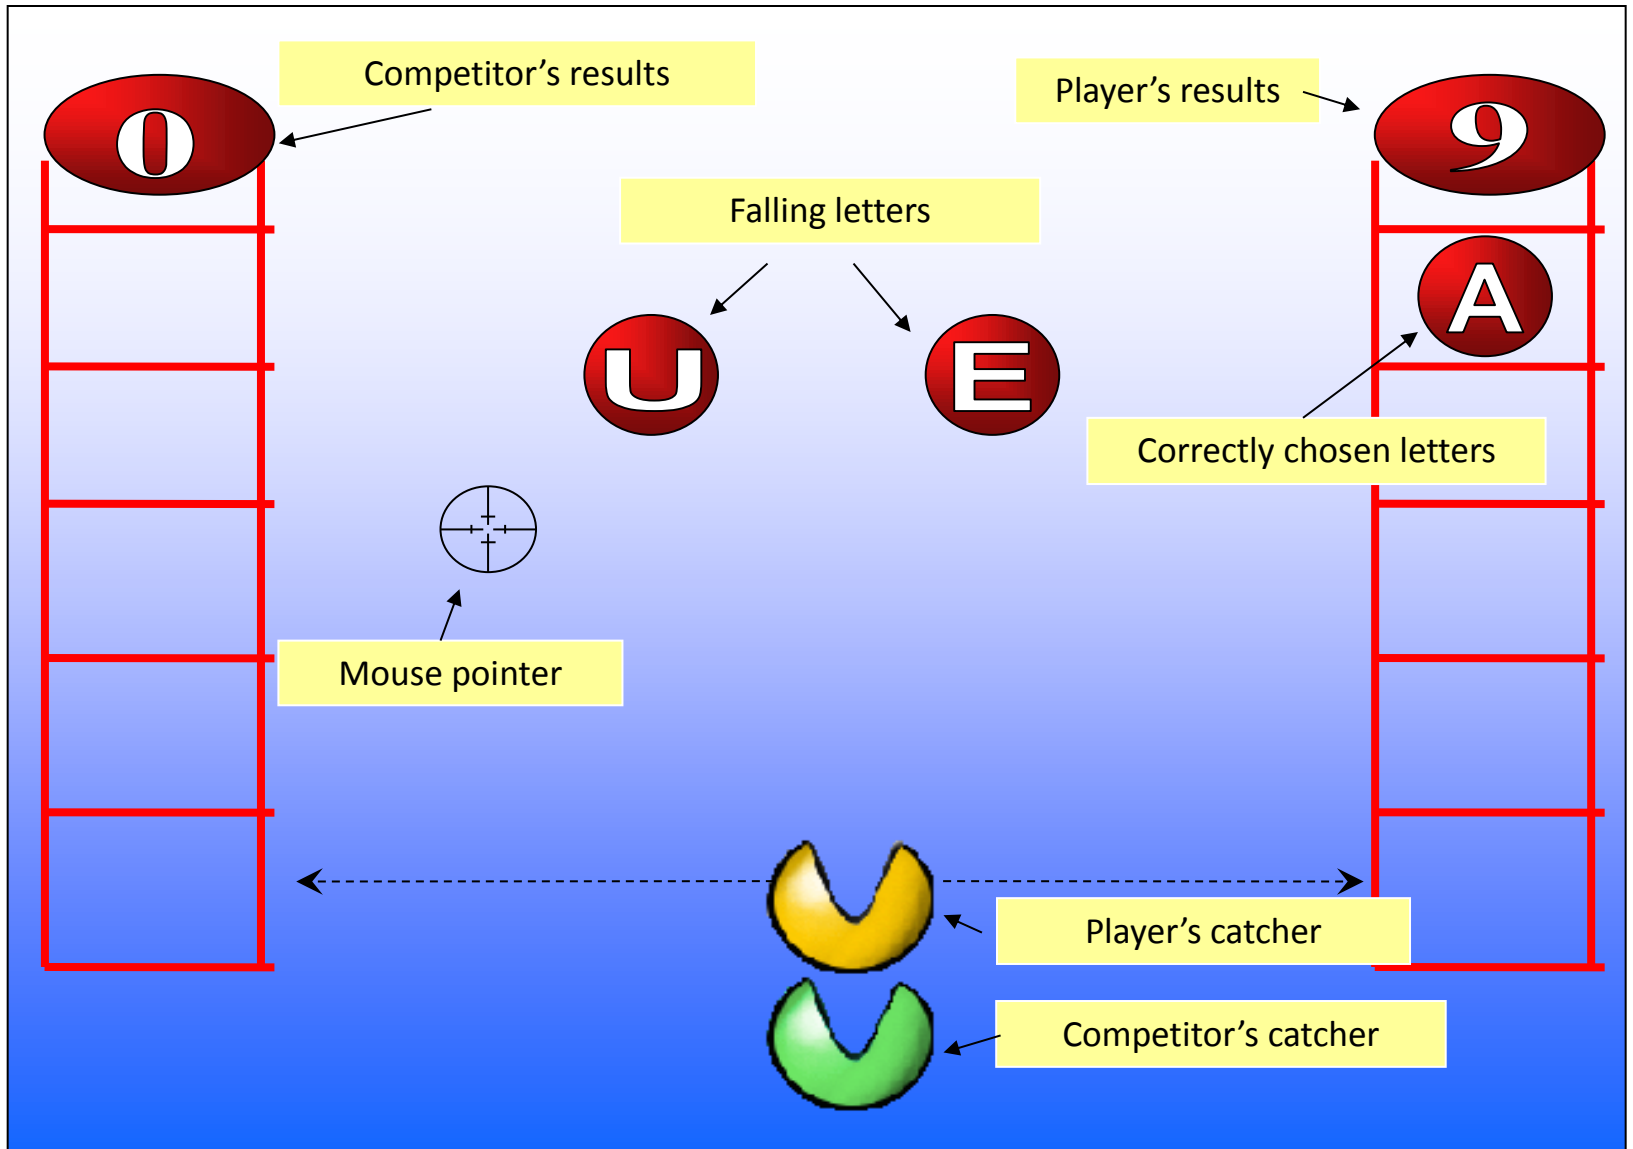 Competitor’s results
Player’s results
0
9
Falling letters
A
U
E
Correctly chosen letters
Mouse pointer
Player’s catcher
Competitor’s catcher